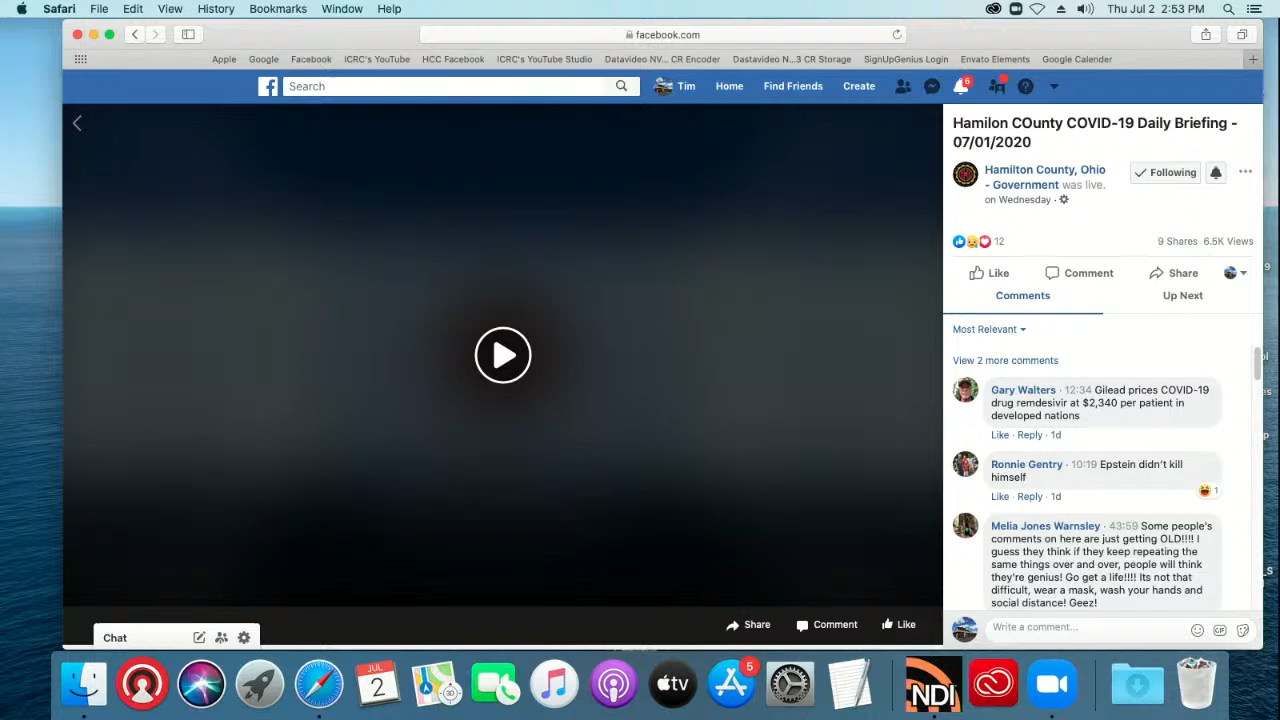 Safari File Edit View History Bookmarks Window Help Thu Jul 2 2:53 PM
facebook.com
Apple Google Facebook ICRC's YouTube HCC Facebook ICRC's YouTube Studio Datavideo NV... CR Encoder Dastavideo N...3 CR Storage SignUpGenius Login Envato Elements Google Calendar
Search Tim Home Find Friends Create 6
Hamilon COunty COVID-19 Daily Briefing -
07/01/2020
Hamilton County, Ohio
- Government was live.
on Wednesday ·
Following
12 9 Shares 6.5K Views
Like Comment Share
Comments Up Next
Most Relevant
View 2 more comments
Gary Walters · 12:34 Gilead prices COVID-19
drug remdesivir at $2,340 per patient in
developed nations
Like · Reply · 1d
Ronnie Gentry · 10:19 Epstein didn't kill
himself
1
Like · Reply · 1d
Melia Jones Warnsley · 43:59 Some people's
comments on here are just getting OLD!!!! I
guess they think if they keep repeating the
same things over and over, people will think
they're genius! Go get a life!!!! Its not that
difficult, wear a mask, wash your hands and
social distance! Geez!
Write a comment...
GIF
Share Comment Like
Chat
JUL
2
3D
tv
5
NDI